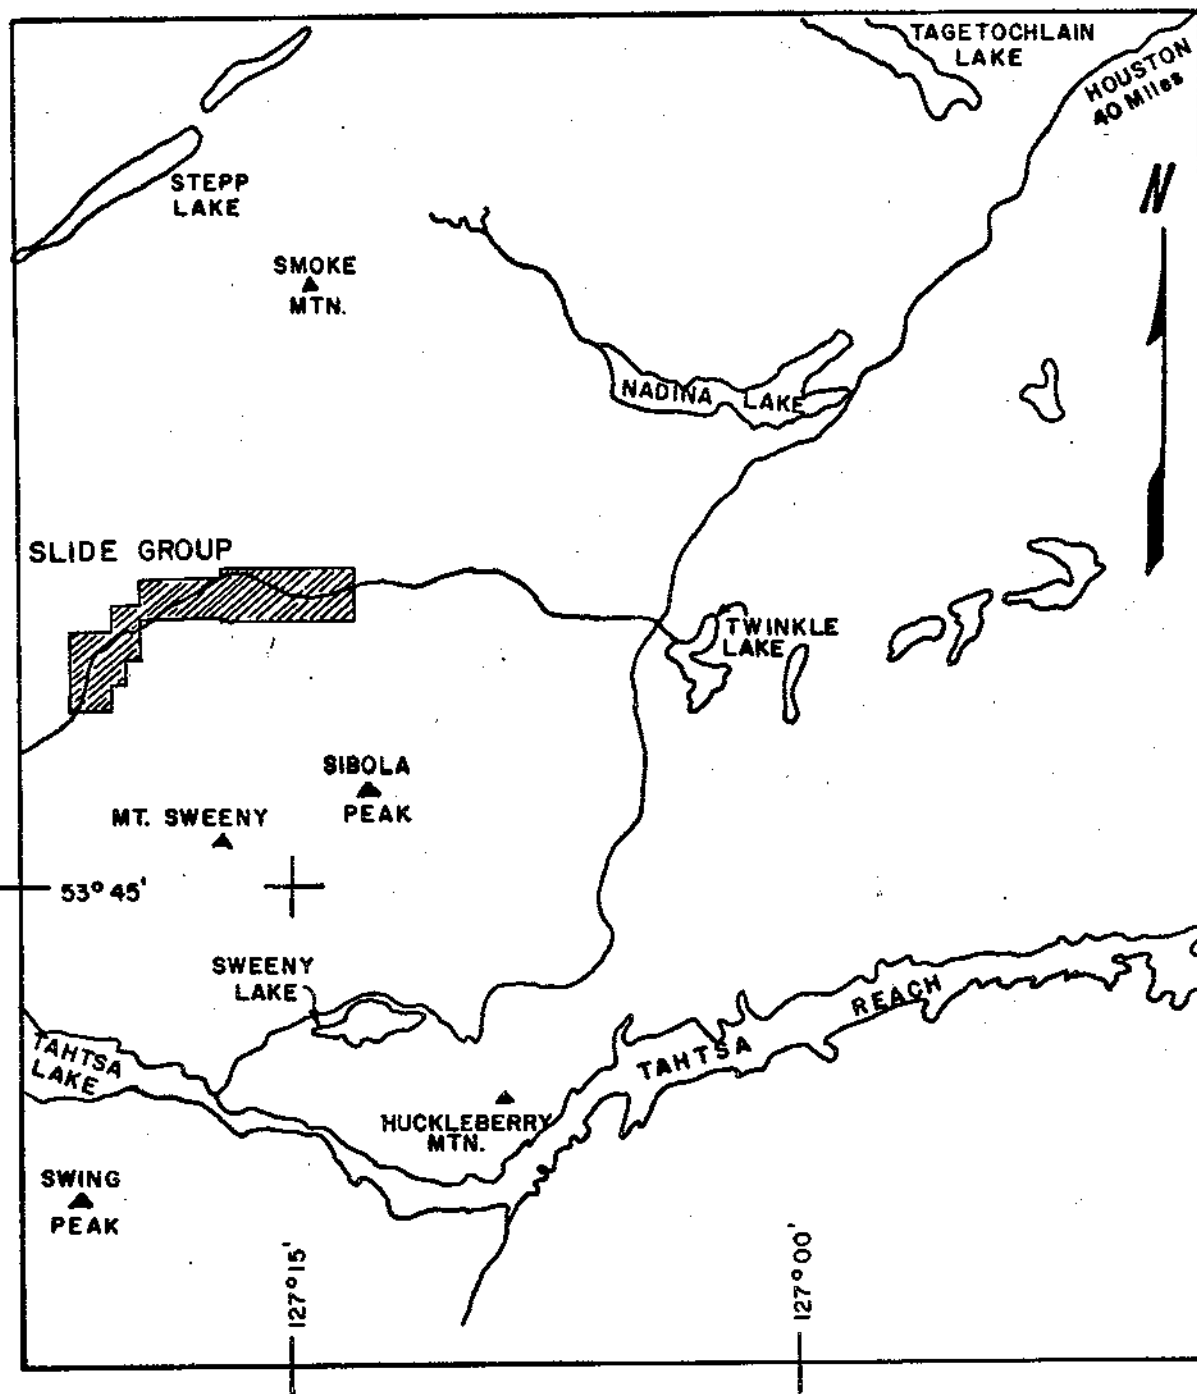 TAGETOCHLAIN
LAKE
HOUSTON
40 Miles
STEPP
LAKE
N
SMOKE
MTN.
NADINA LAKE
SLIDE GROUP
TWINKLE
LAKE
SIBOLA
PEAK
MT. SWEENY
53° 45'
SWEENY
LAKE
TAHTSA REACH
TAHTSA
LAKE
HUCKLEBERRY
MTN.
SWING
PEAK
127° 15'
127° 00'